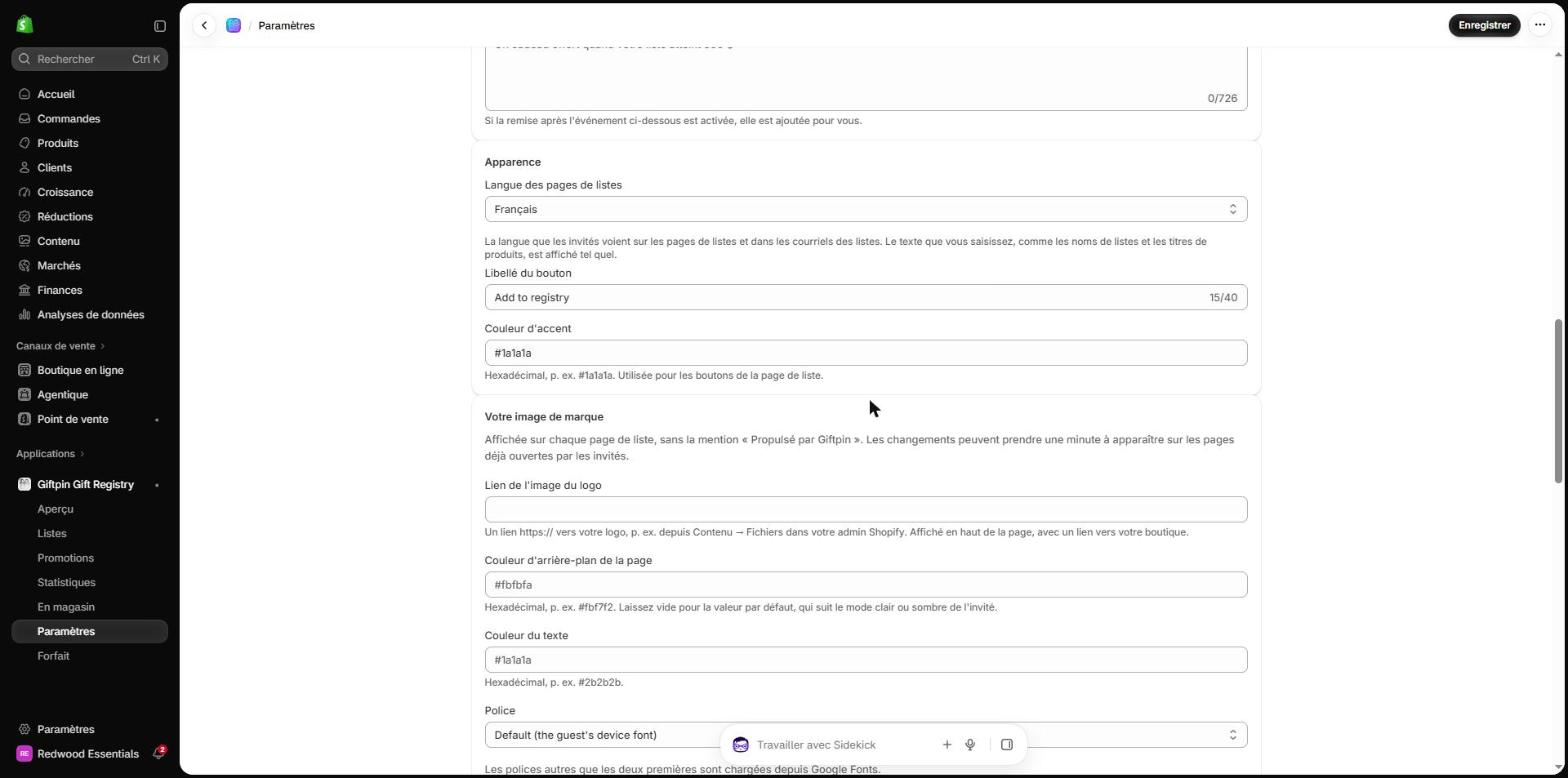 Paramètres
Enregistrer
Rechercher
Ctrl K
Accueil
Commandes
Produits
Clients
Croissance
Réductions
Contenu
Marchés
Finances
Analyses de données
Canaux de vente
Boutique en ligne
Agentique
Point de vente
Applications
Giftpin Gift Registry
Aperçu
Listes
Promotions
Statistiques
En magasin
Paramètres
Forfait
Paramètres
RE
Redwood Essentials
2
0/726
Si la remise après l'événement ci-dessous est activée, elle est ajoutée pour vous.
Apparence
Langue des pages de listes
Français
La langue que les invités voient sur les pages de listes et dans les courriels des listes. Le texte que vous saisissez, comme les noms de listes et les titres de
produits, est affiché tel quel.
Libellé du bouton
Add to registry
15/40
Couleur d'accent
#1a1a1a
Hexadécimal, p. ex. #1a1a1a. Utilisée pour les boutons de la page de liste.
Votre image de marque
Affichée sur chaque page de liste, sans la mention « Propulsé par Giftpin ». Les changements peuvent prendre une minute à apparaître sur les pages
déjà ouvertes par les invités.
Lien de l'image du logo
Un lien https:// vers votre logo, p. ex. depuis Contenu → Fichiers dans votre admin Shopify. Affiché en haut de la page, avec un lien vers votre boutique.
Couleur d'arrière-plan de la page
#fbfbfa
Hexadécimal, p. ex. #fbf7f2. Laissez vide pour la valeur par défaut, qui suit le mode clair ou sombre de l'invité.
Couleur du texte
#1a1a1a
Hexadécimal, p. ex. #2b2b2b.
Police
Default (the guest's device font)
Travailler avec Sidekick
Les polices autres que les deux premières sont chargées depuis Google Fonts.